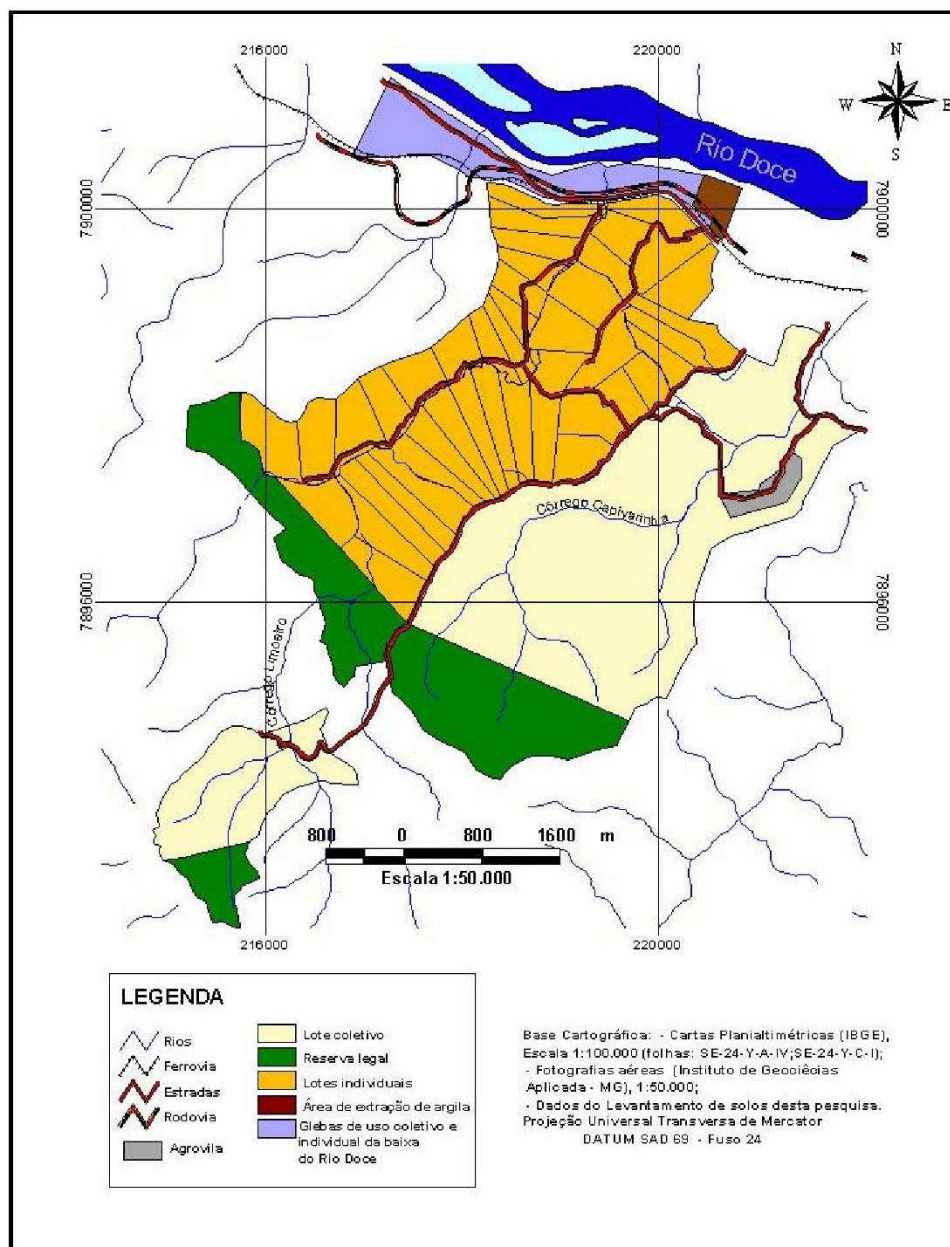 216000
220000
N
W
E
S
Rio Doce
7900000
7900000
Córrego Capivarinha
7896000
7896000
Córrego Limoeiro
800 0 800 1600 m
Escala 1:50.000
216000
220000
LEGENDA
Rios
Ferrovia
Estradas
Rodovia
Agrovila
Lote coletivo
Reserva legal
Lotes individuais
Área de extração de argila
Glebas de uso coletivo e
individual da baixa
do Rio Doce
Base Cartográfica: - Cartas Planialtimétricas (IBGE),
Escala 1:100.000 (folhas: SE-24-Y-A-IV;SE-24-Y-C-I);
- Fotografias aéreas (Instituto de Geociêcias
Aplicada - MG), 1:50.000;
- Dados do Levantamento de solos desta pesquisa.
Projeção Universal Transversa de Mercator
DATUM SAD 69 - Fuso 24